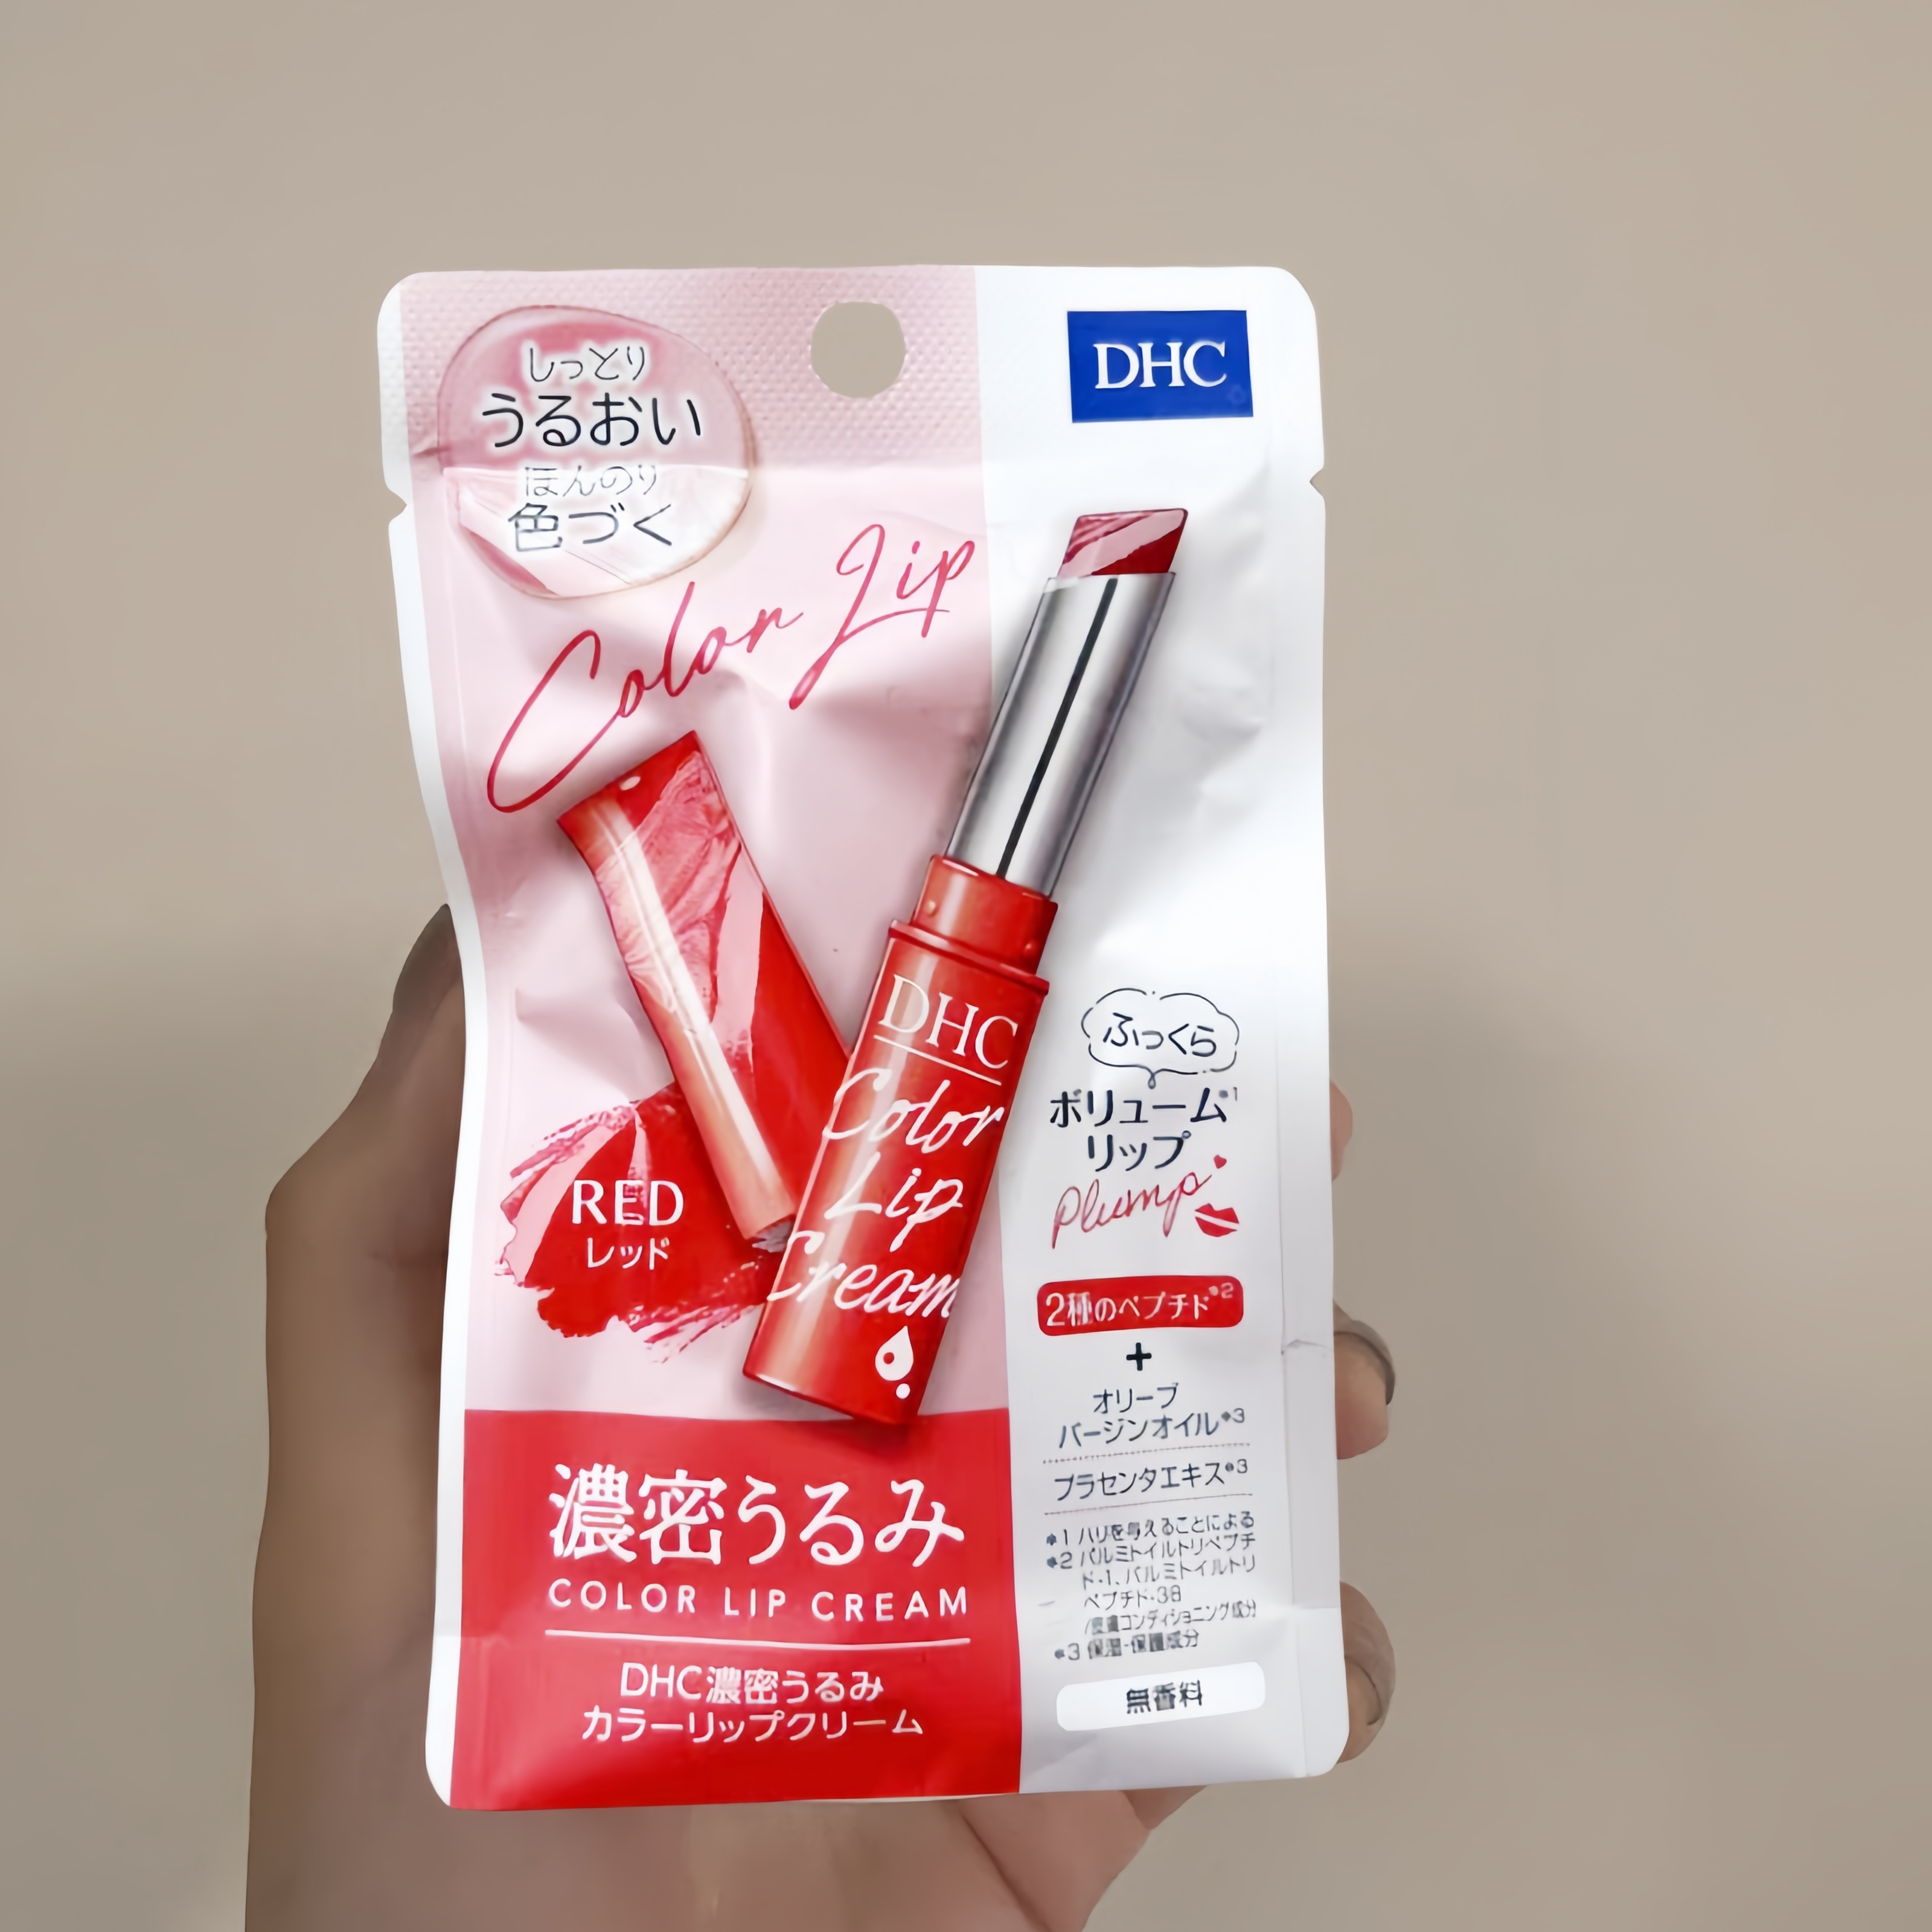 しっとり
うるおい
ほんのり
色づく
DHC
Color Lip
DHC
Color
Lip
Cream
RED
レッド
ふっくら
ボリューム*1
リップ
Plump
2種のペプチド*2
+
オリーブ
バージンオイル*3
プラセンタエキス*3
*1 ハリを与えることによる
*2 パルミトイルトリペプチ
ド-1、パルミトイルトリ
ペプチド-38
/皮膚コンディショニング成分
*3 保湿・保護成分
無香料
濃密うるみ
COLOR LIP CREAM
DHC濃密うるみ
カラーリップクリーム